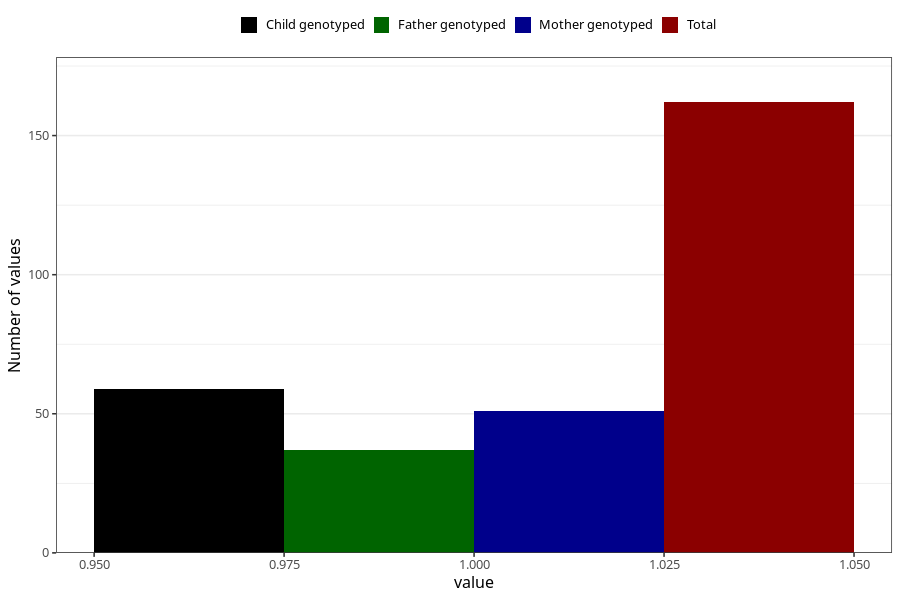 Child genotyped Father genotyped Mother genotyped Total
Number of values
150
100
50
0
0.950 0.975 1.000 1.025 1.050
value